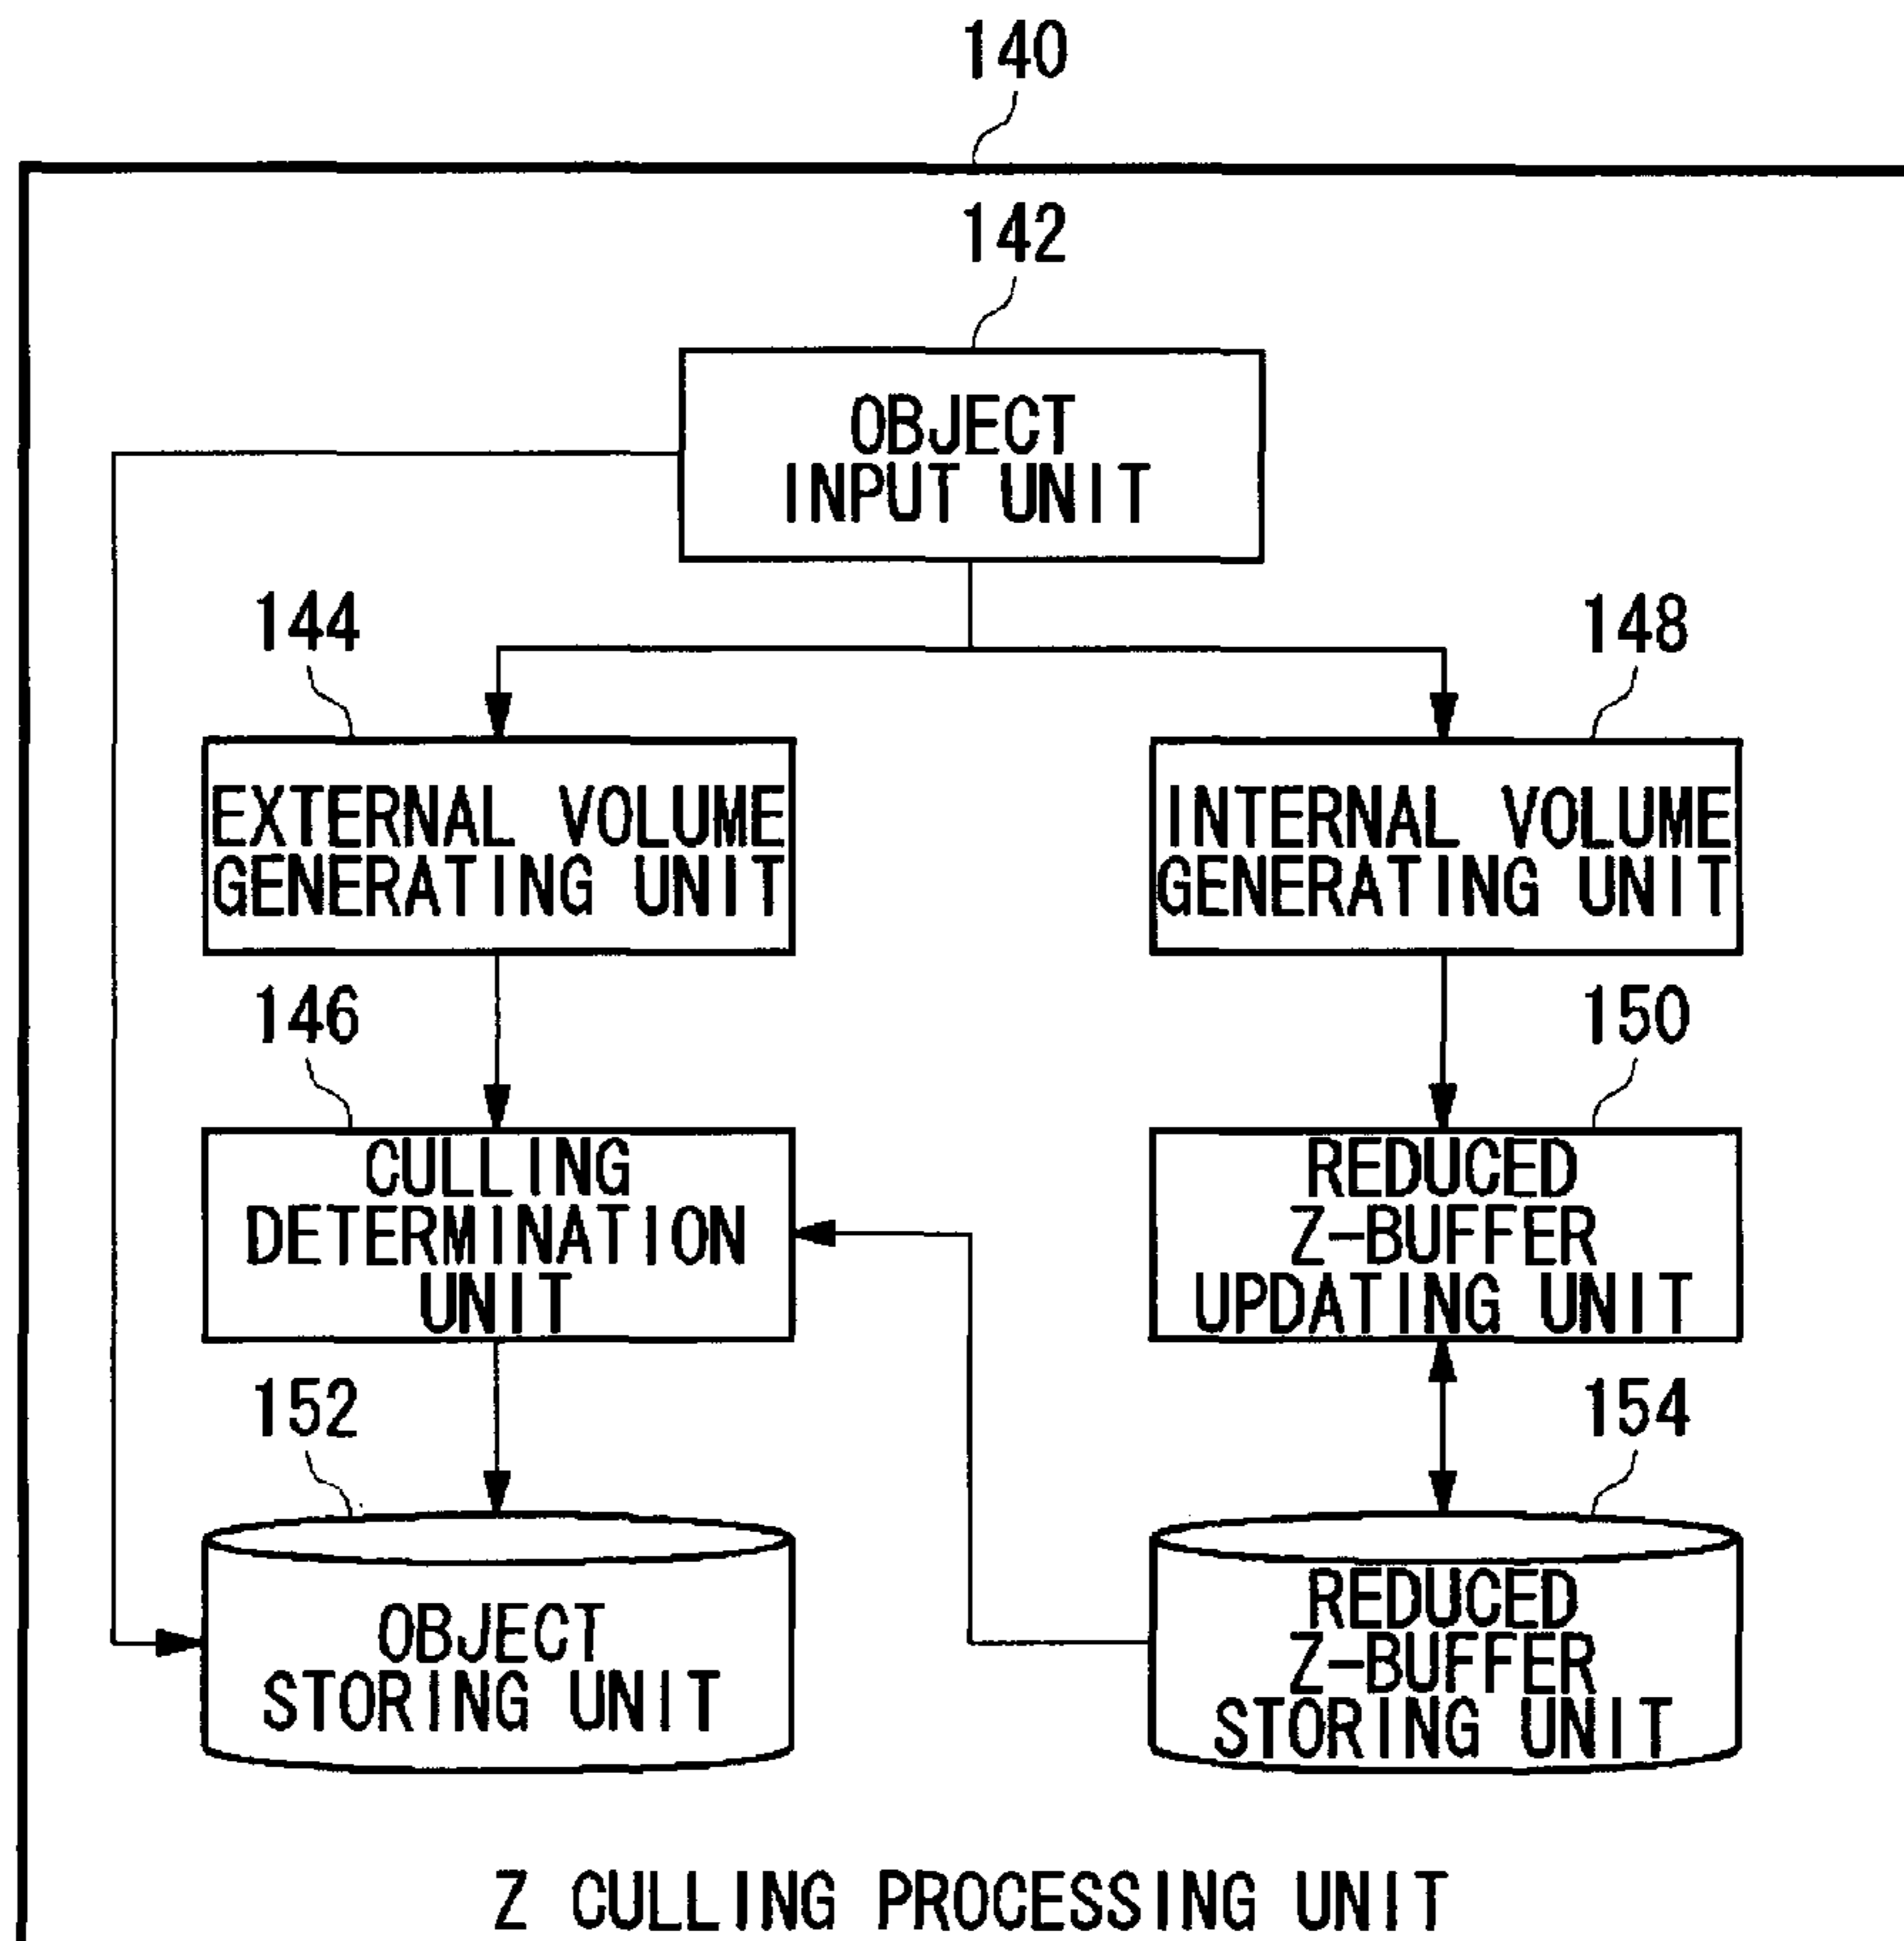 140
142
OBJECT
INPUT UNIT
144
148
EXTERNAL VOLUME
GENERATING UNIT
INTERNAL VOLUME
GENERATING UNIT
146
150
CULLING
DETERMINATION
UNIT
REDUCED
Z-BUFFER
UPDATING UNIT
152
154
OBJECT
STORING UNIT
REDUCED
Z-BUFFER
STORING UNIT
Z CULLING PROCESSING UNIT